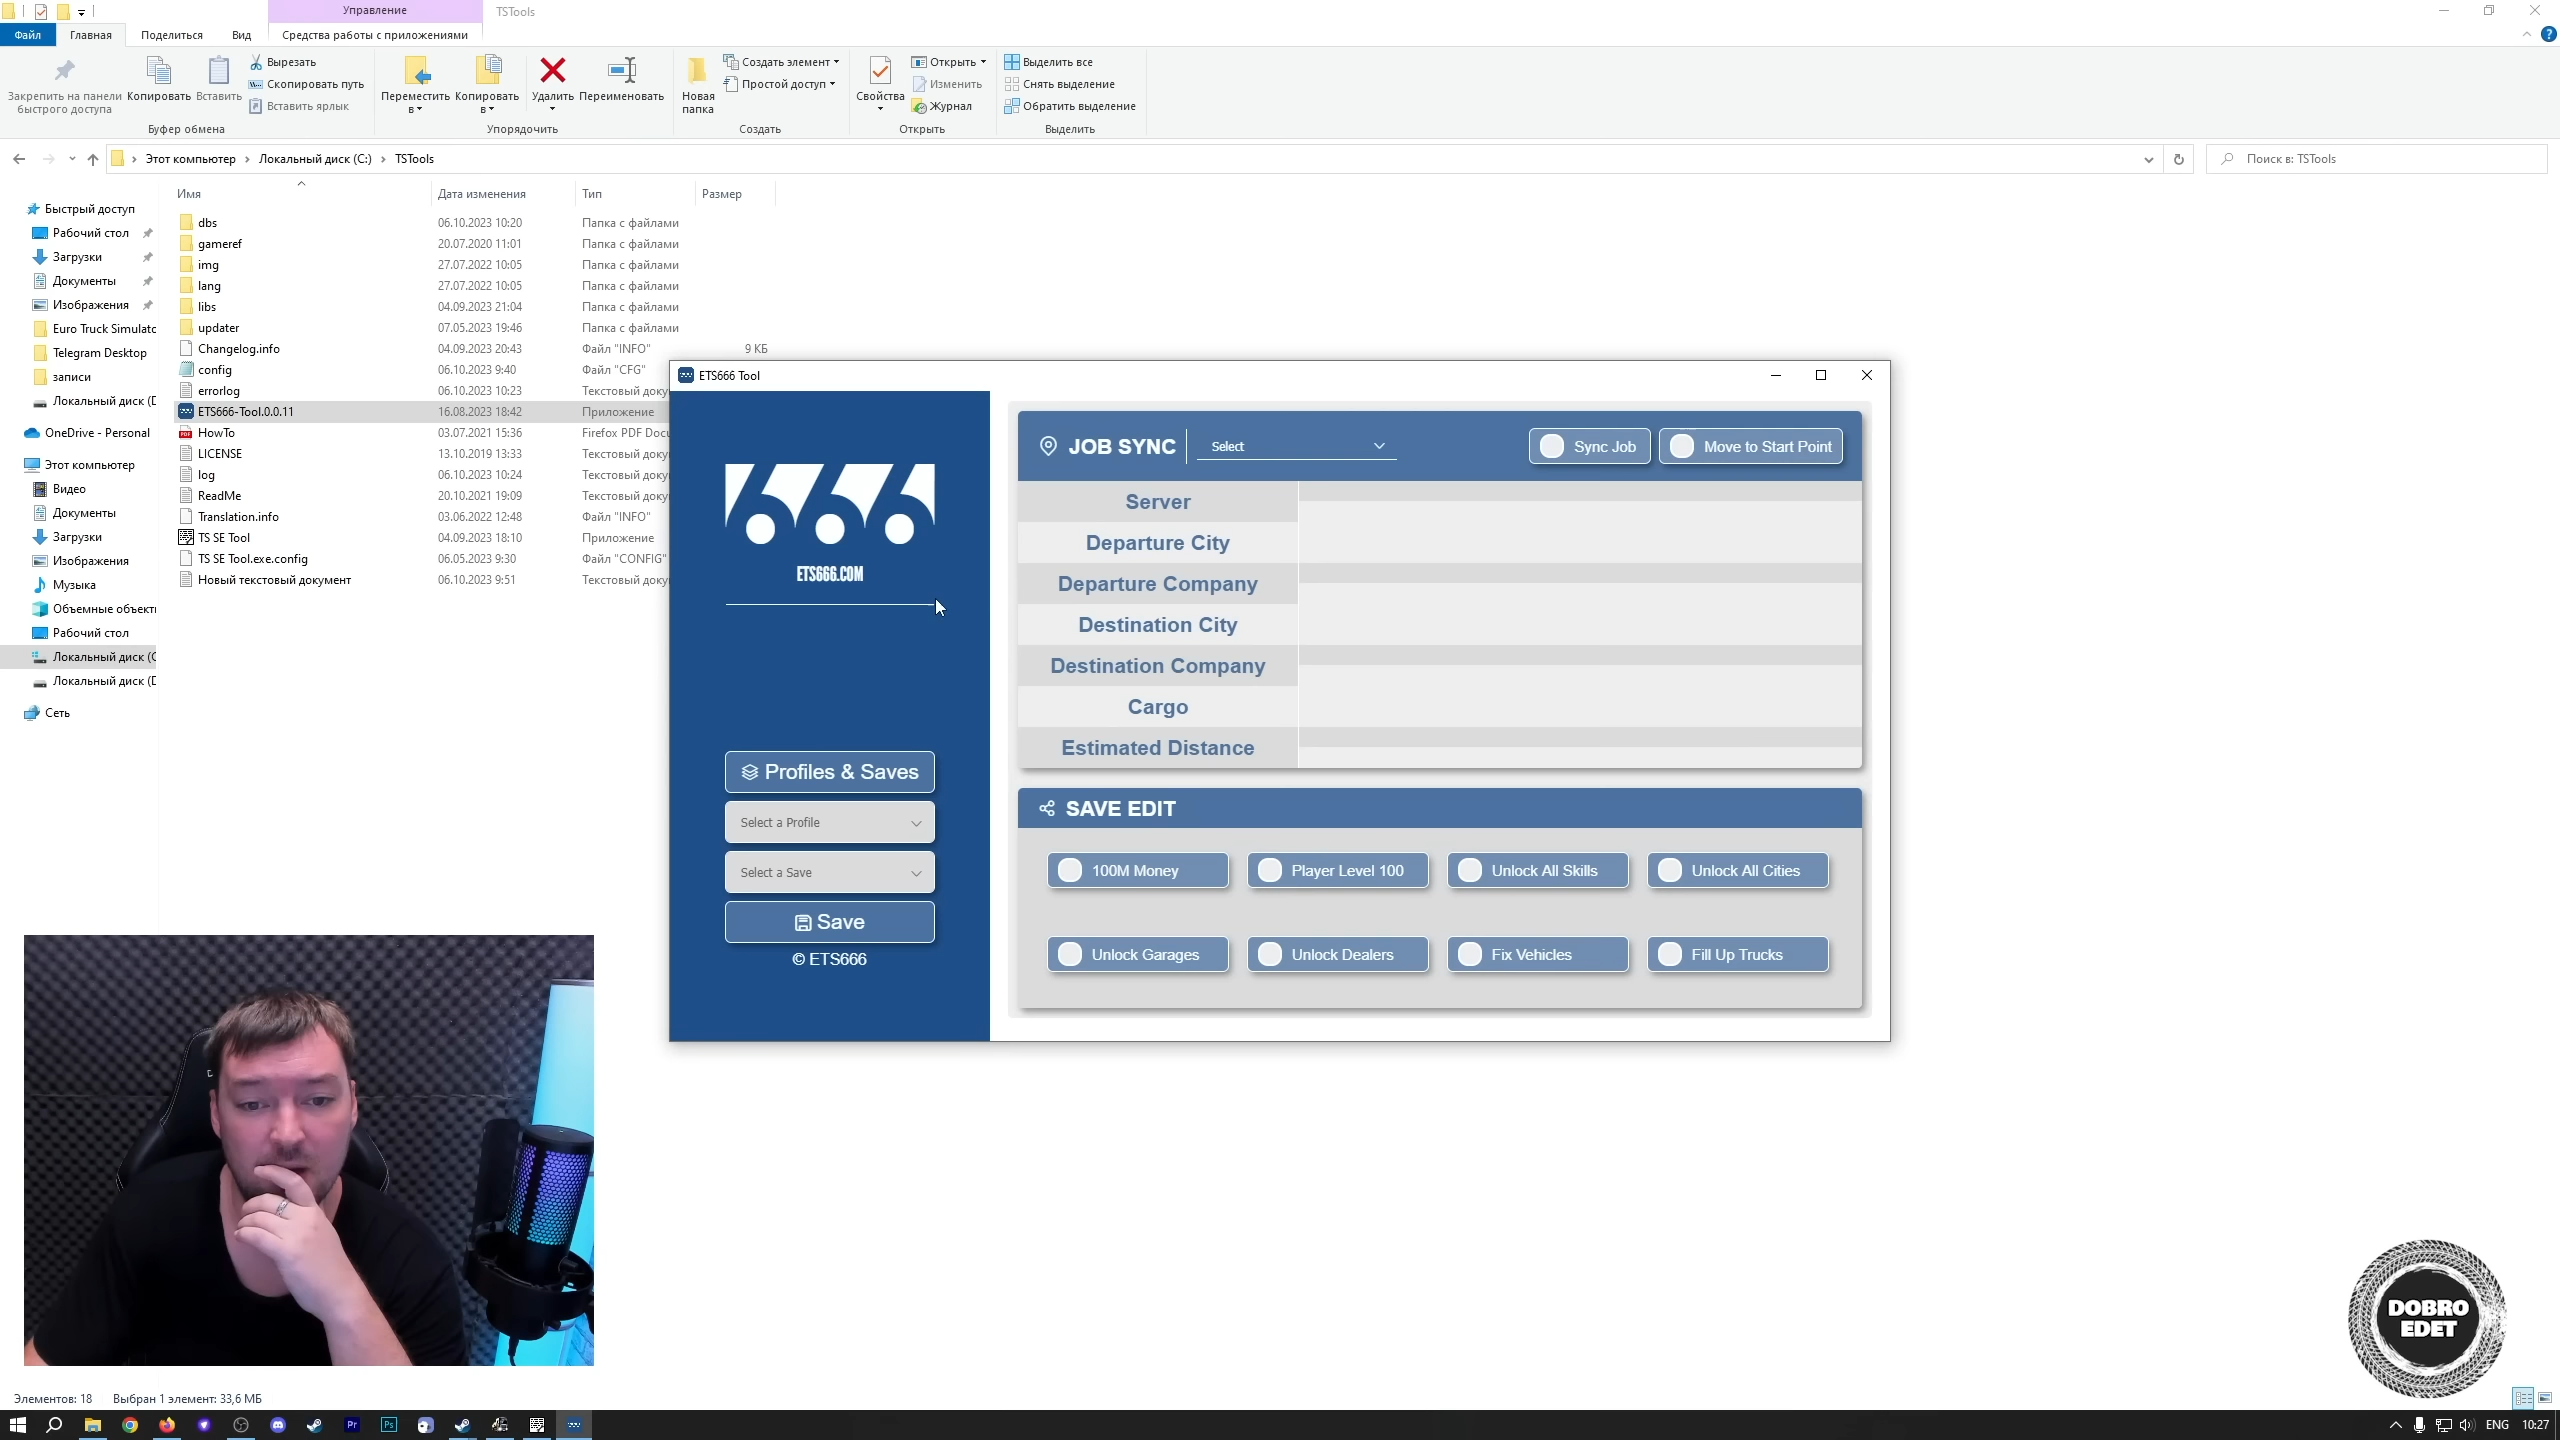 Управление
TSTools
Файл
Главная
Поделиться
Вид
Средства работы с приложениями
Закрепить на панели
быстрого доступа
Копировать
Вставить
Вырезать
Скопировать путь
Вставить ярлык
Переместить
в
Копировать
в
Удалить
Переименовать
Новая
папка
Создать элемент
Простой доступ
Свойства
Открыть
Изменить
Журнал
Выделить все
Снять выделение
Обратить выделение
Буфер обмена
Упорядочить
Создать
Открыть
Выделить
Этот компьютер
Локальный диск (C:)
TSTools
Поиск в: TSTools
Имя
Дата изменения
Тип
Размер
Быстрый доступ
Рабочий стол
Загрузки
Документы
Изображения
Euro Truck Simulato
Telegram Desktop
записи
Локальный диск (D
OneDrive - Personal
Этот компьютер
Видео
Документы
Загрузки
Изображения
Музыка
Объемные объекты
Рабочий стол
Локальный диск (C
Локальный диск (D
Сеть
dbs 06.10.2023 10:20 Папка с файлами
gameref 20.07.2020 11:01 Папка с файлами
img 27.07.2022 10:05 Папка с файлами
lang 27.07.2022 10:05 Папка с файлами
libs 04.09.2023 21:04 Папка с файлами
updater 07.05.2023 19:46 Папка с файлами
Changelog.info 04.09.2023 20:43 Файл "INFO" 9 КБ
config 06.10.2023 9:40 Файл "CFG"
errorlog 06.10.2023 10:23 Текстовый доку
ETS666-Tool.0.0.11 16.08.2023 18:42 Приложение
HowTo 03.07.2021 15:36 Firefox PDF Docu
LICENSE 13.10.2019 13:33 Текстовый доку
log 06.10.2023 10:24 Текстовый доку
ReadMe 20.10.2021 19:09 Текстовый доку
Translation.info 03.06.2022 12:48 Файл "INFO"
TS SE Tool 04.09.2023 18:10 Приложение
TS SE Tool.exe.config 06.05.2023 9:30 Файл "CONFIG"
Новый текстовый документ 06.10.2023 9:51 Текстовый доку
ETS666 Tool
666
ETS666.COM
Profiles & Saves
Select a Profile
Select a Save
Save
© ETS666
JOB SYNC
Select
Sync Job
Move to Start Point
Server
Departure City
Departure Company
Destination City
Destination Company
Cargo
Estimated Distance
SAVE EDIT
100M Money
Player Level 100
Unlock All Skills
Unlock All Cities
Unlock Garages
Unlock Dealers
Fix Vehicles
Fill Up Trucks
DOBRO
EDET
Элементов: 18
Выбран 1 элемент: 33,6 МБ
Pr
Ps
ENG
10:27